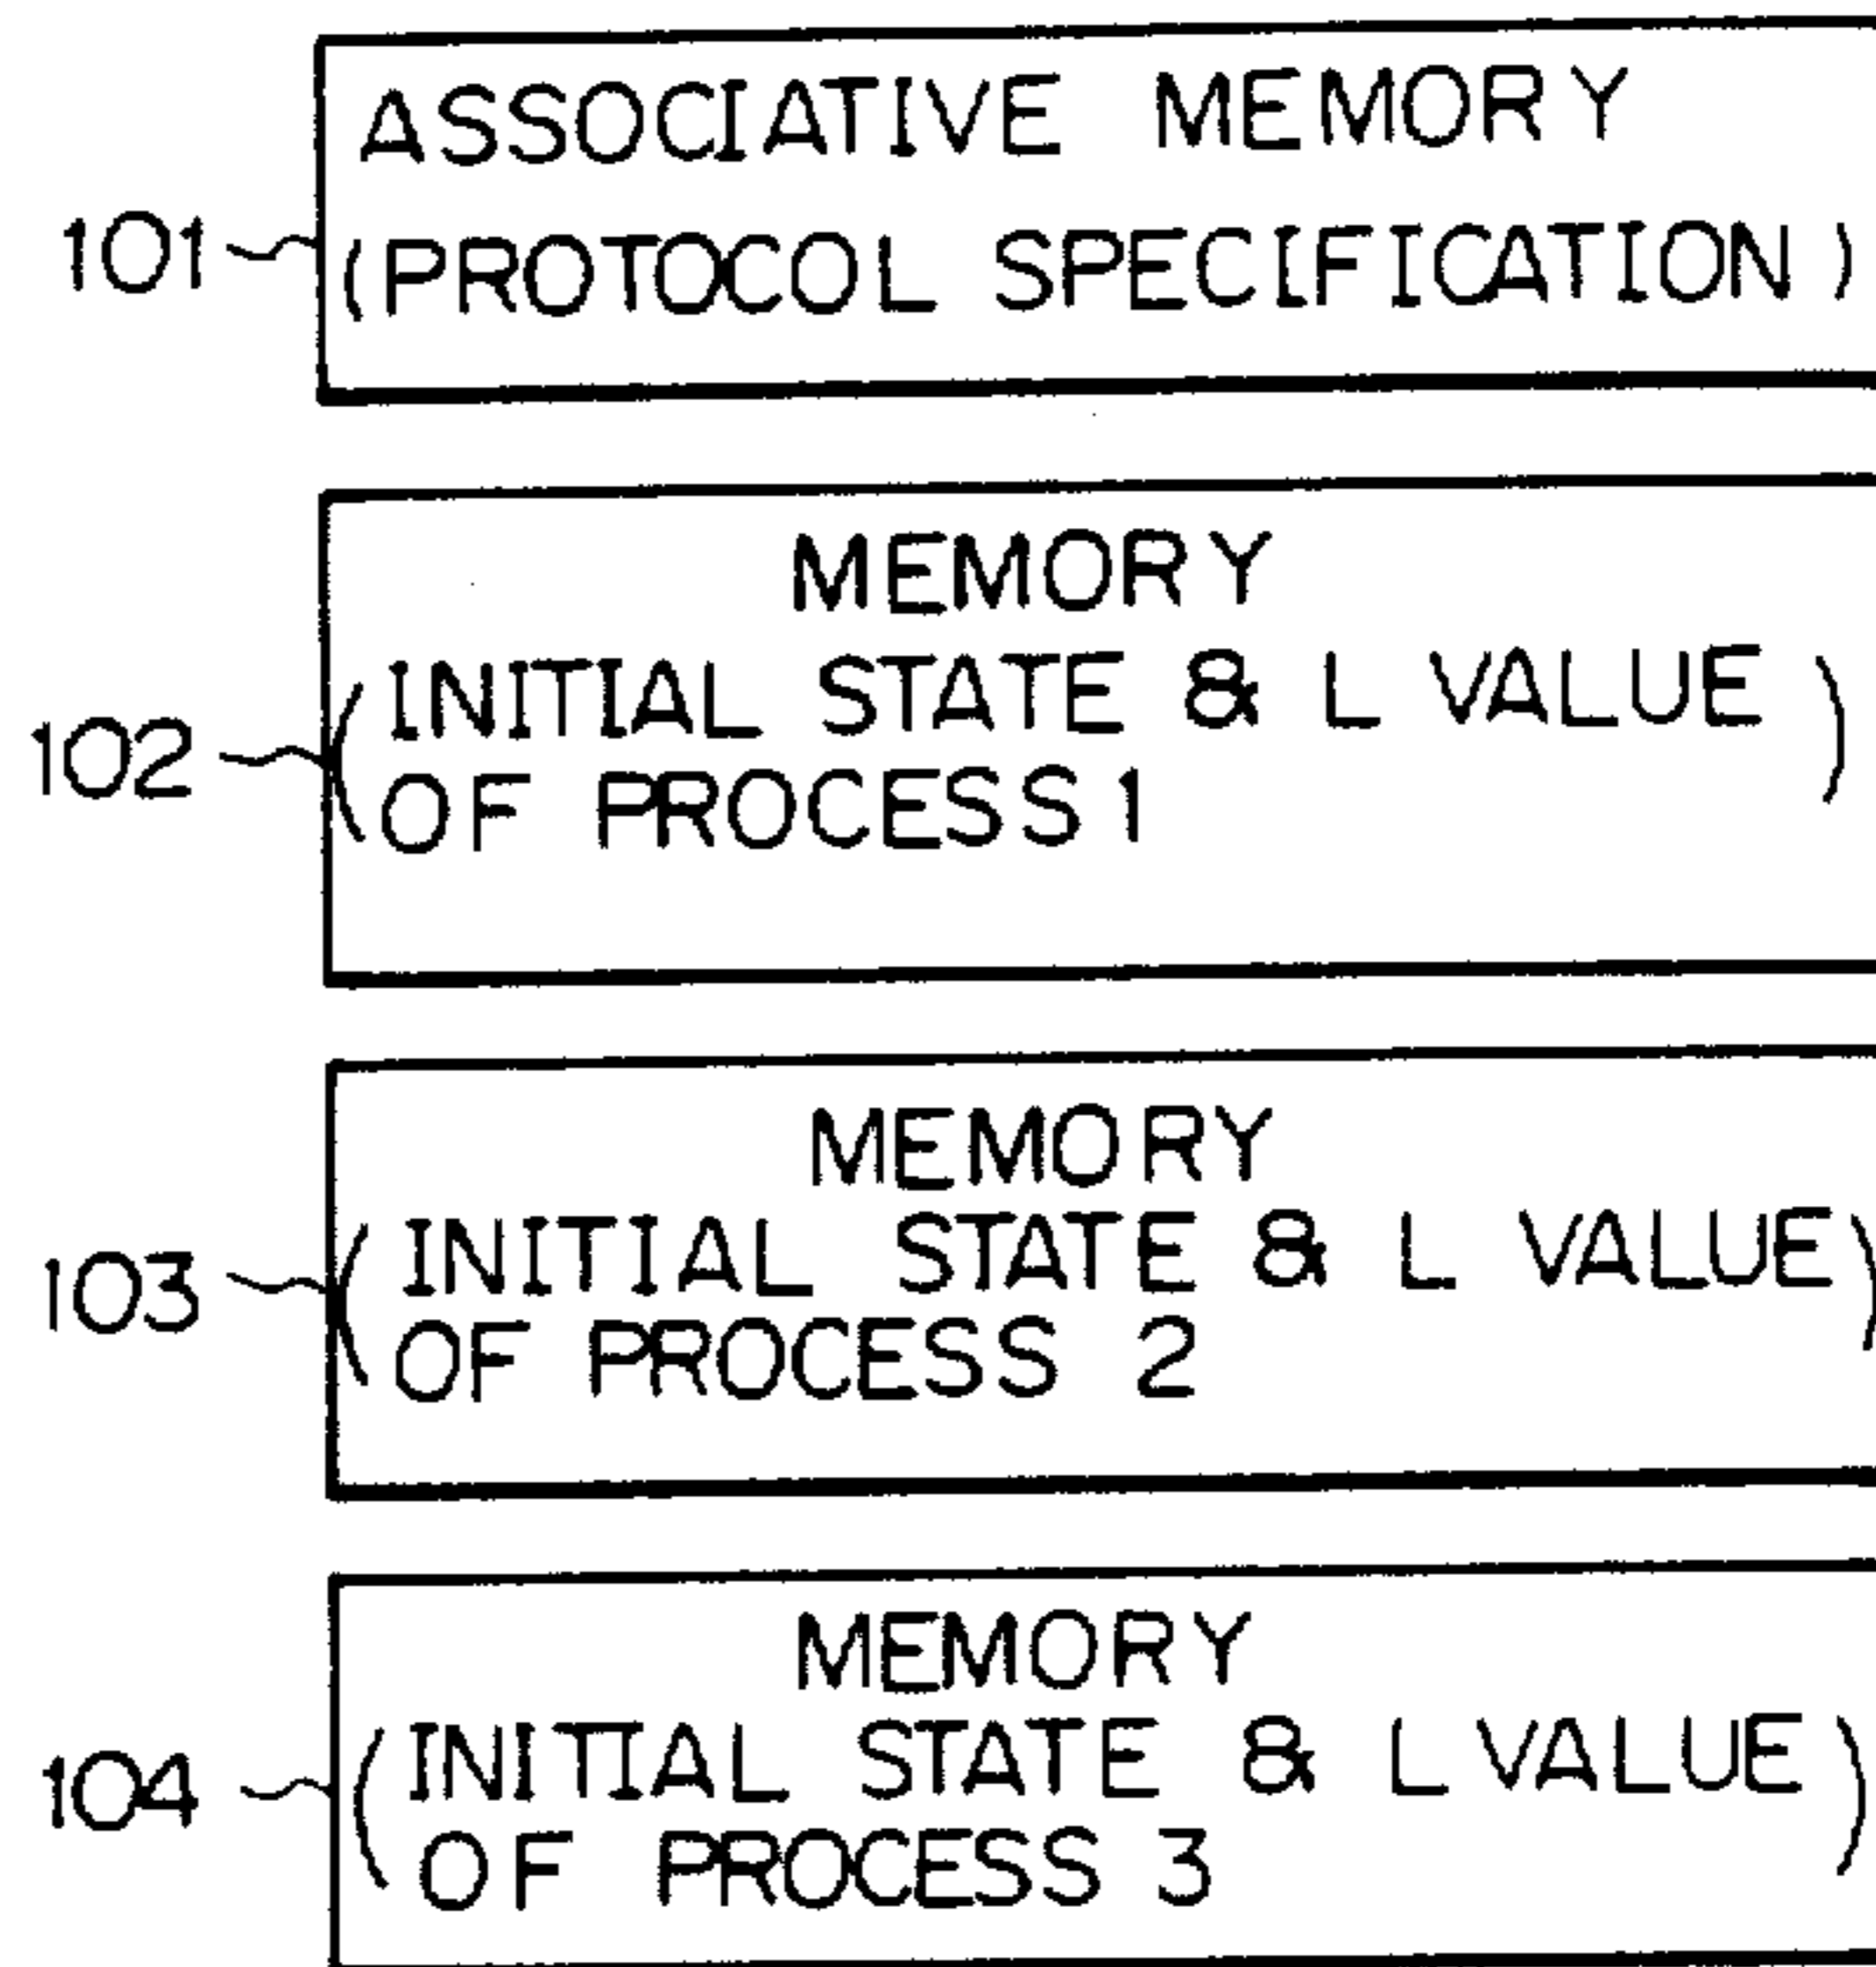 ASSOCIATIVE MEMORY
101 (PROTOCOL SPECIFICATION)
MEMORY
(INITIAL STATE & L VALUE)
102
OF PROCESS 1
MEMORY
(INITIAL STATE & L VALUE)
103
OF PROCESS 2
MEMORY
(INITIAL STATE & L VALUE)
104
OF PROCESS 3